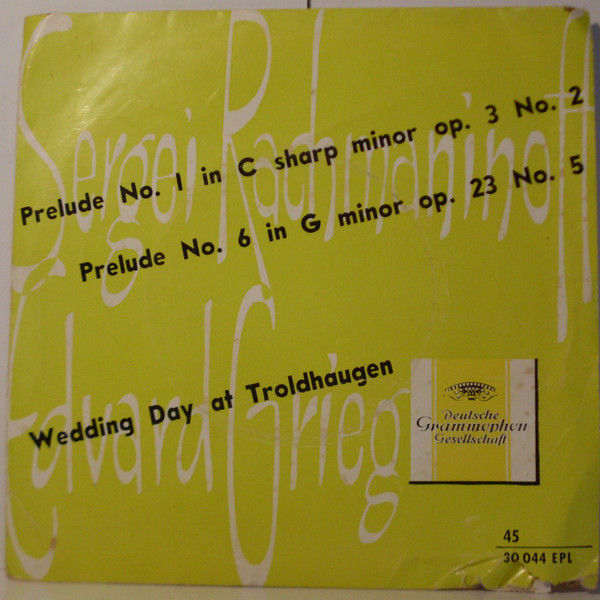 Sergei Rachmaninoff
Prelude No. 1 in C sharp minor op. 3 No. 2
Prelude No. 6 in G minor op. 23 No. 5
Edvard Grieg
Wedding Day at Troldhaugen
Deutsche
Grammophon
Gesellschaft
45
30 044 EPL